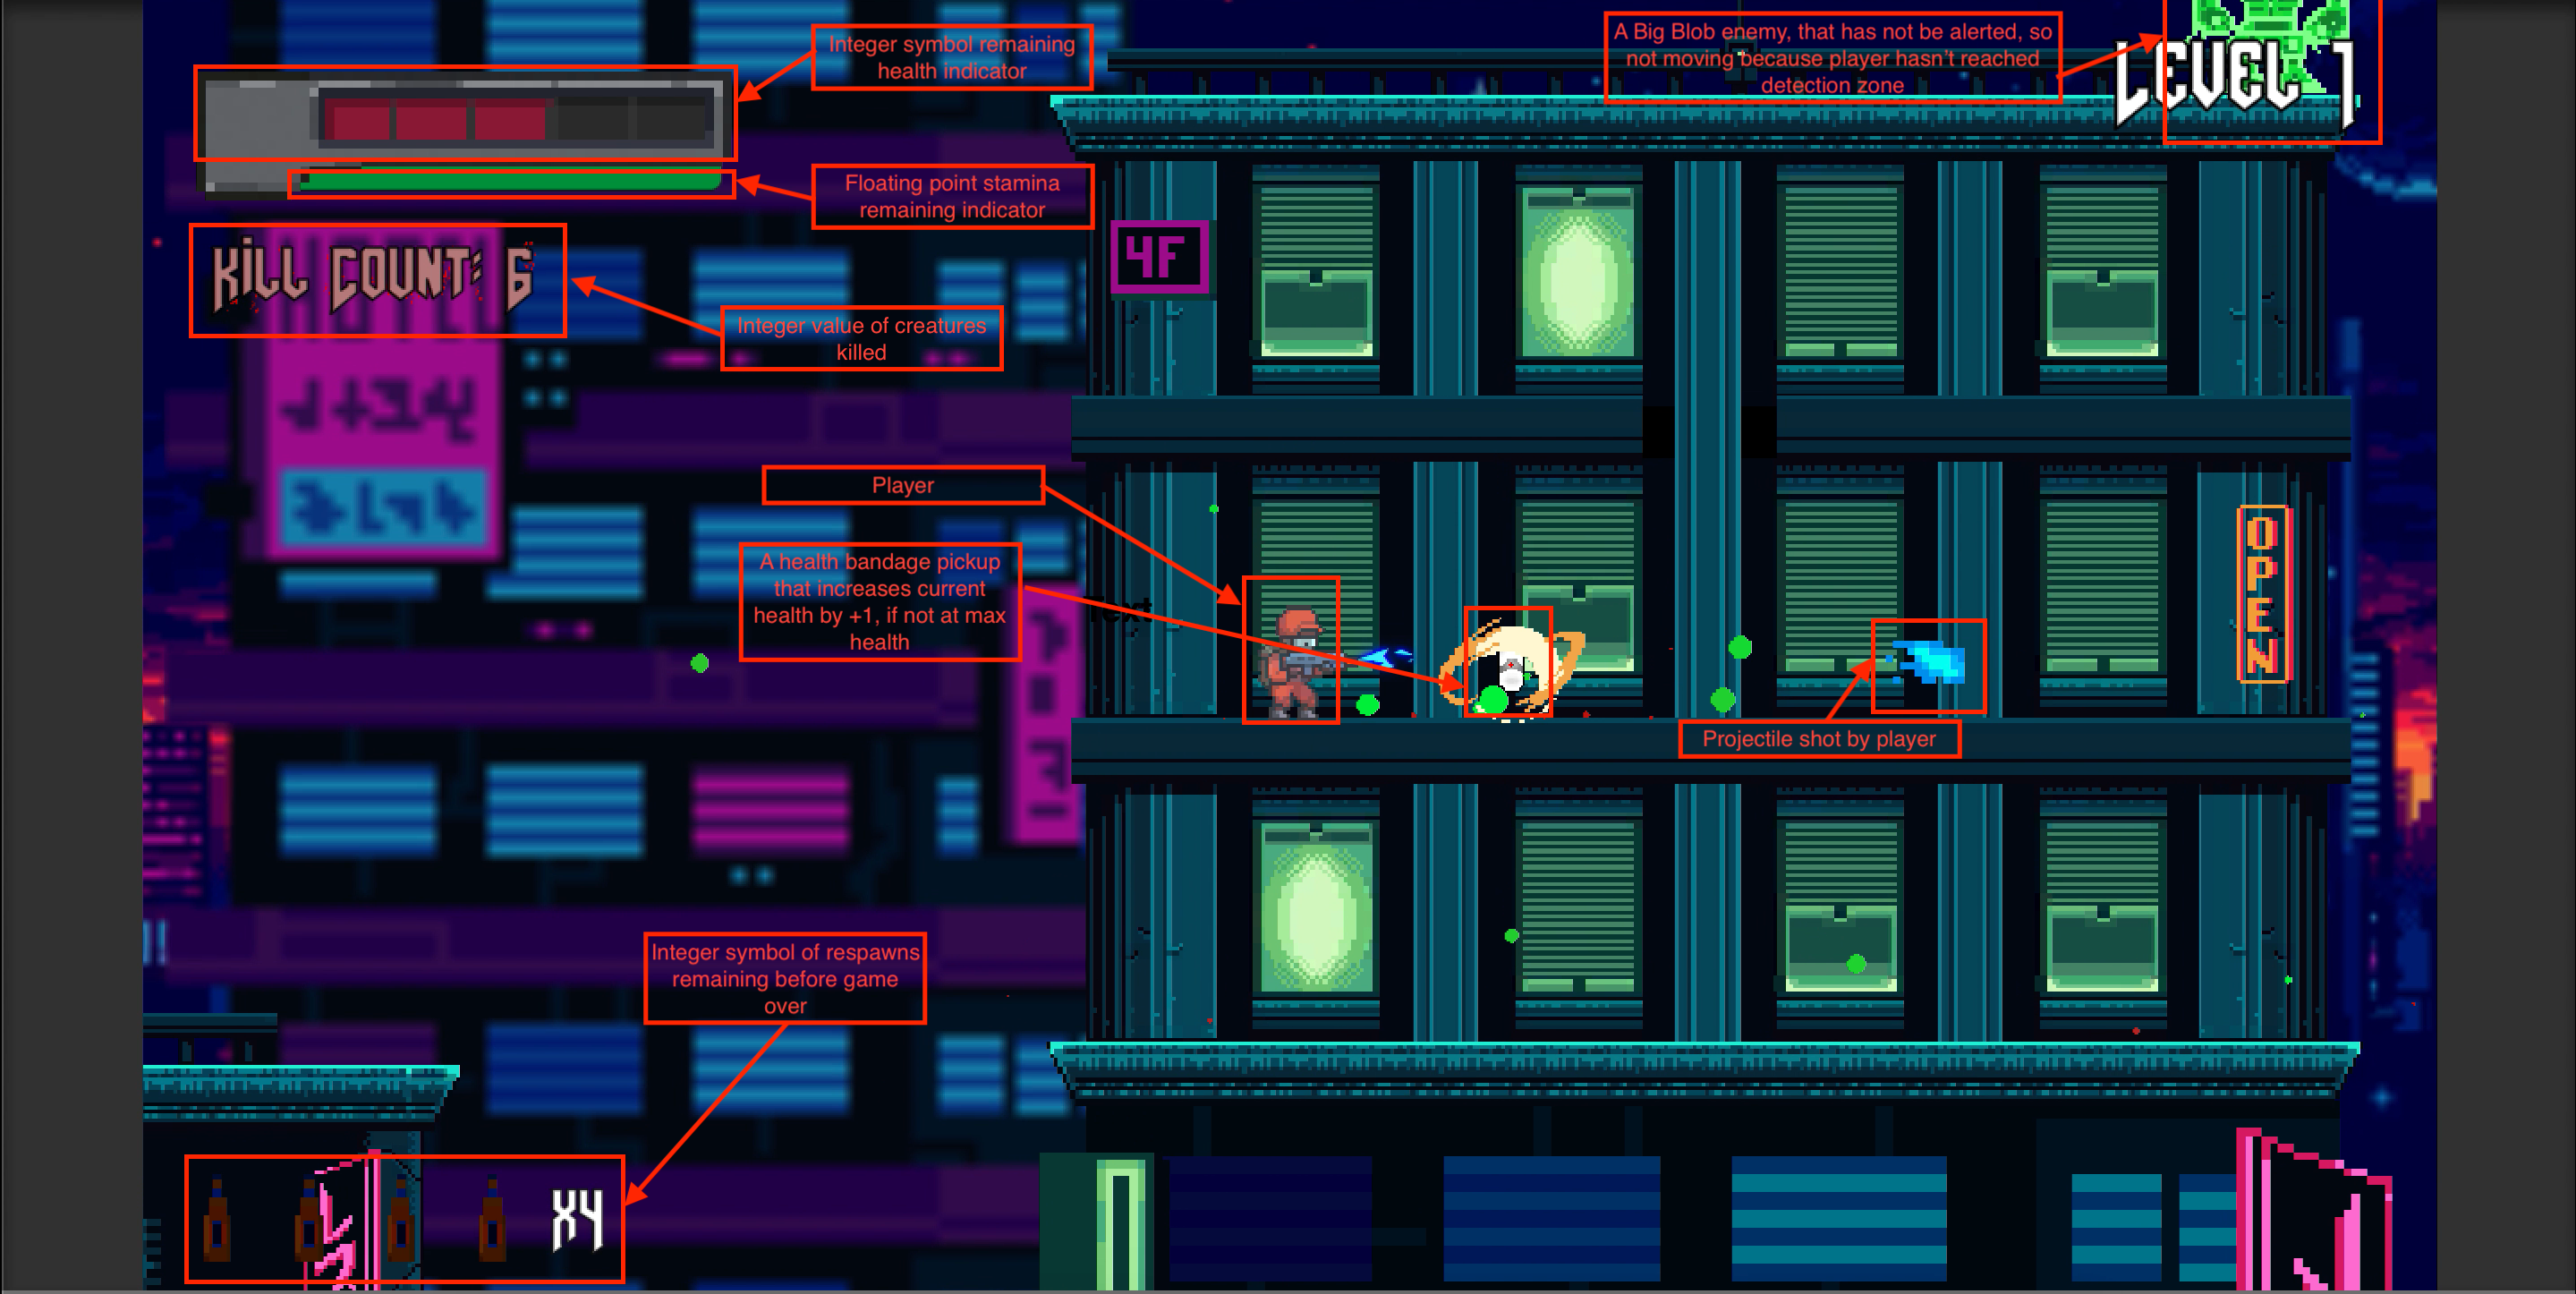 Integer symbol remaining
health indicator
A Big Blob enemy, that has not be alerted, so
not moving because player hasn't reached
detection zone
LEVEL 1
Floating point stamina
remaining indicator
KILL COUNT: 6
4F
Integer value of creatures
killed
Player
A health bandage pickup
that increases current
health by +1, if not at max
health
Text
OPEN
Projectile shot by player
Integer symbol of respawns
remaining before game
over
X4